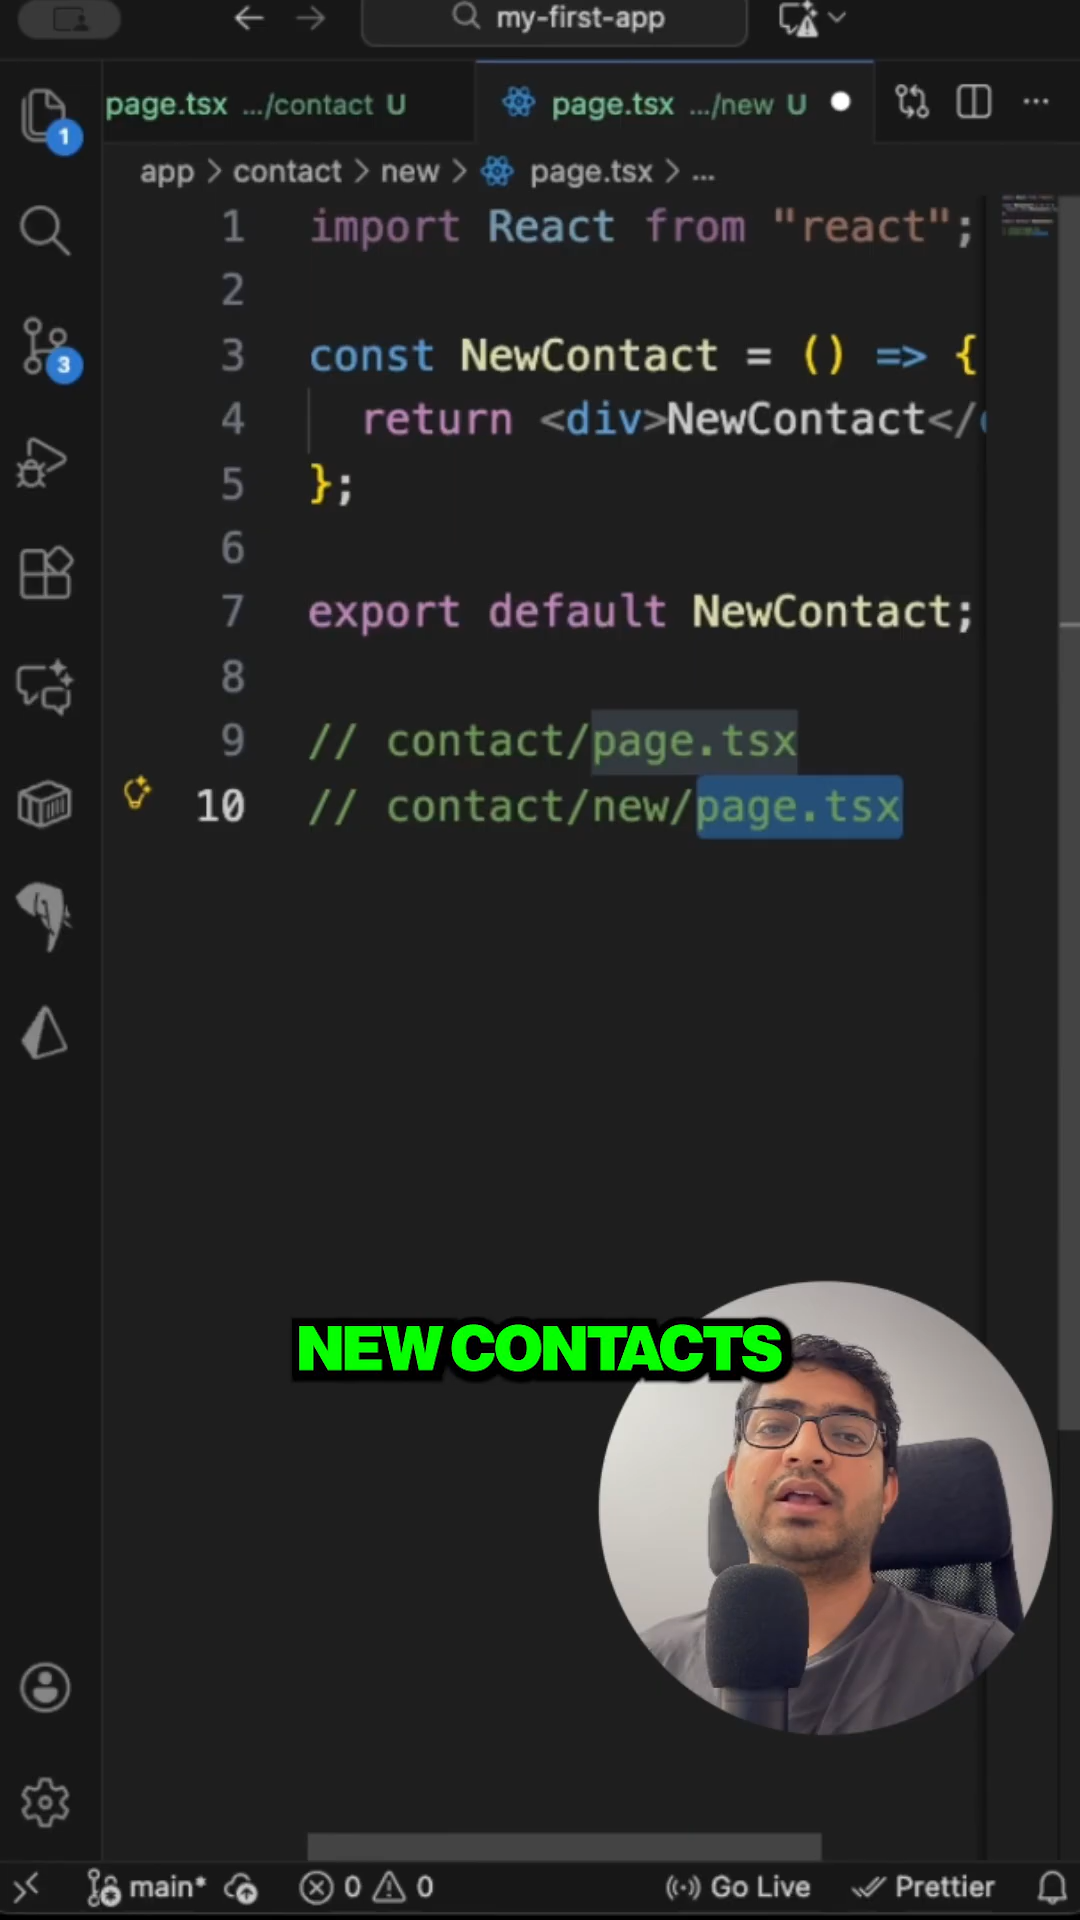 my-first-app
page.tsx .../contact U
page.tsx .../new U
1
app > contact > new > page.tsx > ...
1 import React from "react";
2
3 const NewContact = () => {
3
4 return <div>NewContact</
5 };
6
7 export default NewContact;
8
9 // contact/page.tsx
10 // contact/new/page.tsx
NEW CONTACTS
main* 0 0 Go Live Prettier